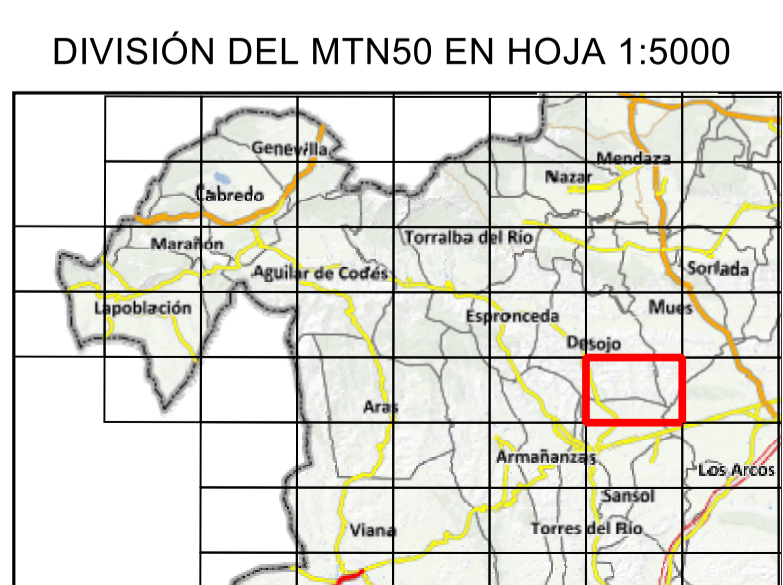 DIVISIÓN DEL MTN50 EN HOJA 1:5000
Genevilla
Mendaza
Nazar
Cabredo
Torralba del Río
Marañón
Sorlada
Aguilar de Codés
Lapoblación
Mues
Espronceda
Desojo
Aras
Armañanzas
Los Arcos
Sansol
Viana
Torres del Río